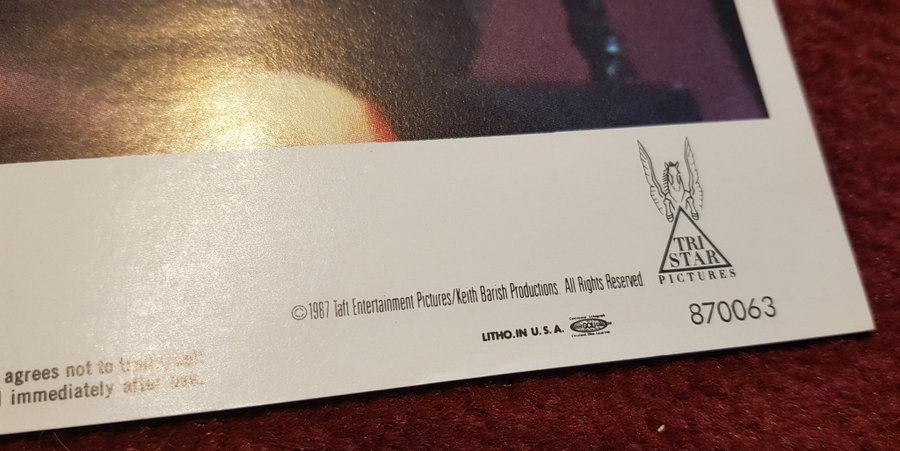 TRI
STAR
PICTURES
©1987 Taft Entertainment Pictures/Keith Barish Productions All Rights Reserved.
LITHO. IN U. S. A. GCIU
870063
agrees not to
immediately after use.